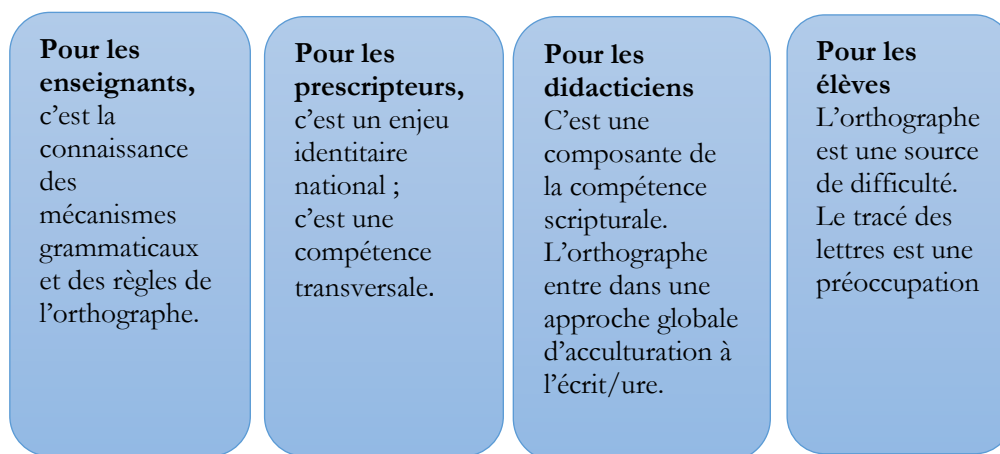 Pour les
enseignants,
c’est la
connaissance
des
mécanismes
grammaticaux
et des règles de
l’orthographe.
Pour les
prescripteurs,
c’est un enjeu
identitaire
national ;
c’est une
compétence
transversale.
Pour les
didacticiens
C’est une
composante de
la compétence
scripturale.
L’orthographe
entre dans une
approche globale
d’acculturation à
l’écrit/ure.
Pour les
élèves
L’orthographe
est une source
de difficulté.
Le tracé des
lettres est une
préoccupation